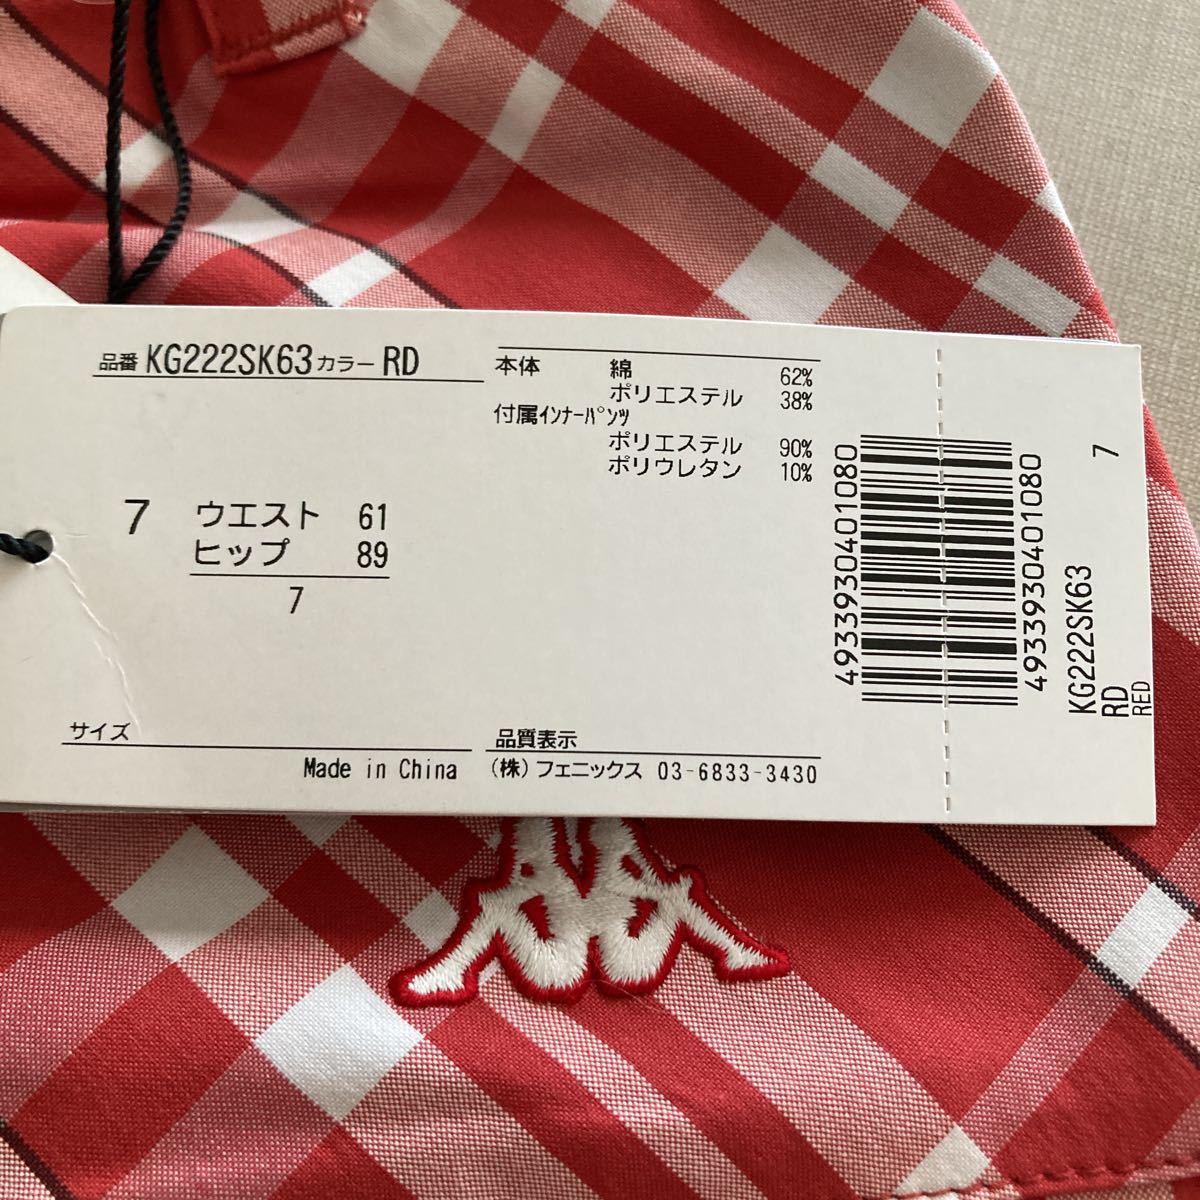 品番 KG222SK63 カラー RD
7 ウエスト 61
ヒップ 89
7
サイズ
Made in China
本体 綿 62%
ポリエステル 38%
付属ｲﾝﾅｰﾊﾟﾝﾂ
ポリエステル 90%
ポリウレタン 10%
品質表示
(株)フェニックス 03-6833-3430
4933930401080
4933930401080
7
KG222SK63
RD
RED